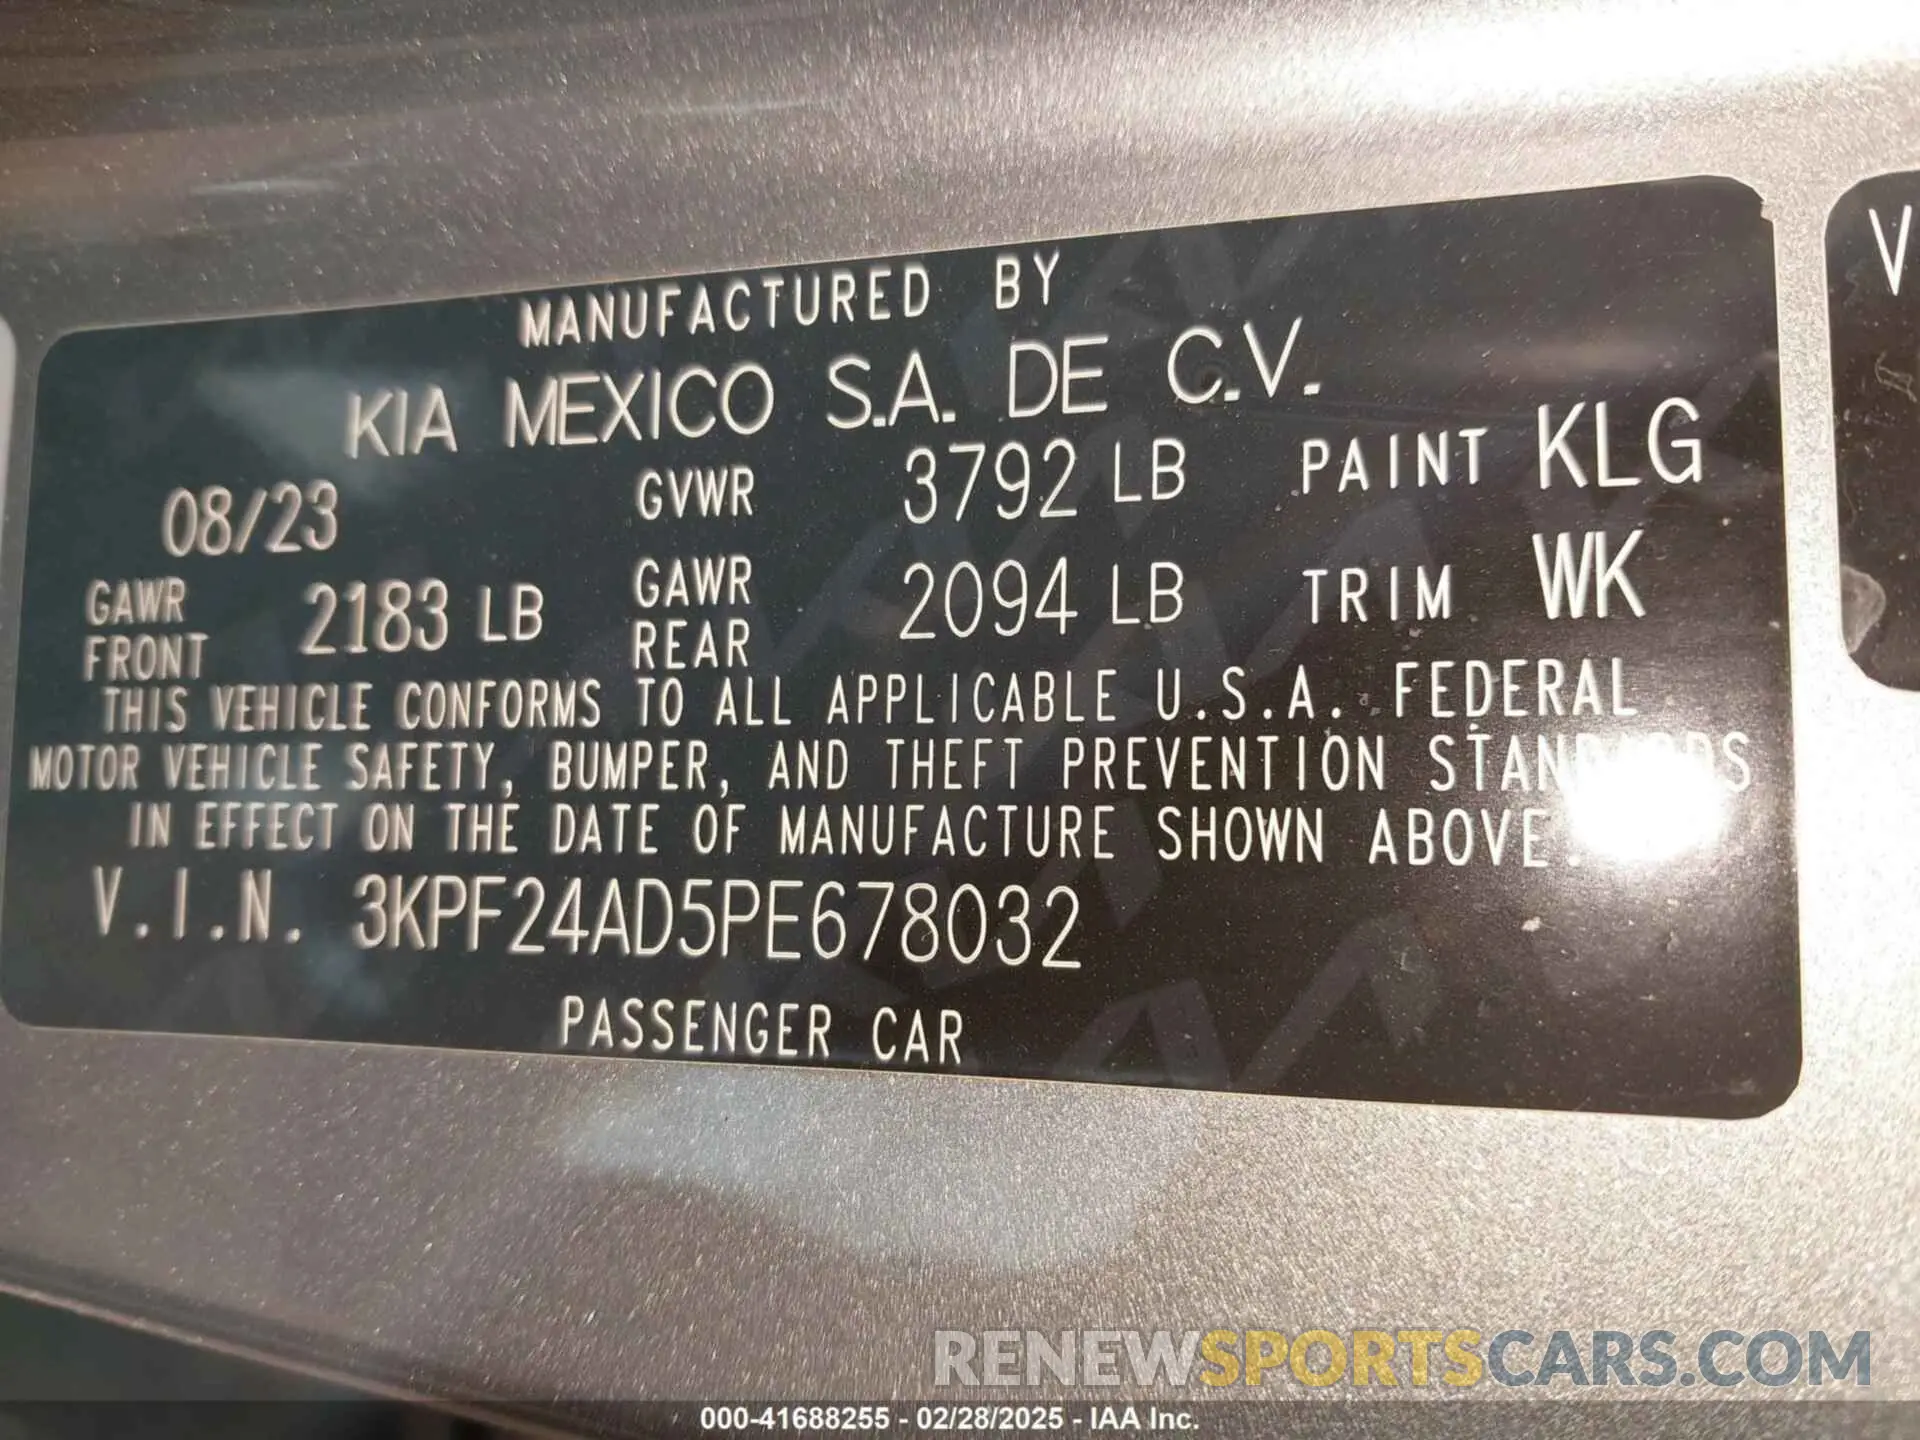 MANUFACTURED BY
KIA MEXICO S.A. DE C.V.
08/23 GVWR 3792 LB PAINT KLG
GAWR FRONT 2183 LB GAWR REAR 2094 LB TRIM WK
THIS VEHICLE CONFORMS TO ALL APPLICABLE U.S.A. FEDERAL
MOTOR VEHICLE SAFETY, BUMPER, AND THEFT PREVENTION STANDARDS
IN EFFECT ON THE DATE OF MANUFACTURE SHOWN ABOVE.
V.I.N. 3KPF24AD5PE678032
PASSENGER CAR
V
RENEWSPORTSCARS.COM
000-41688255 - 02/28/2025 - IAA Inc.